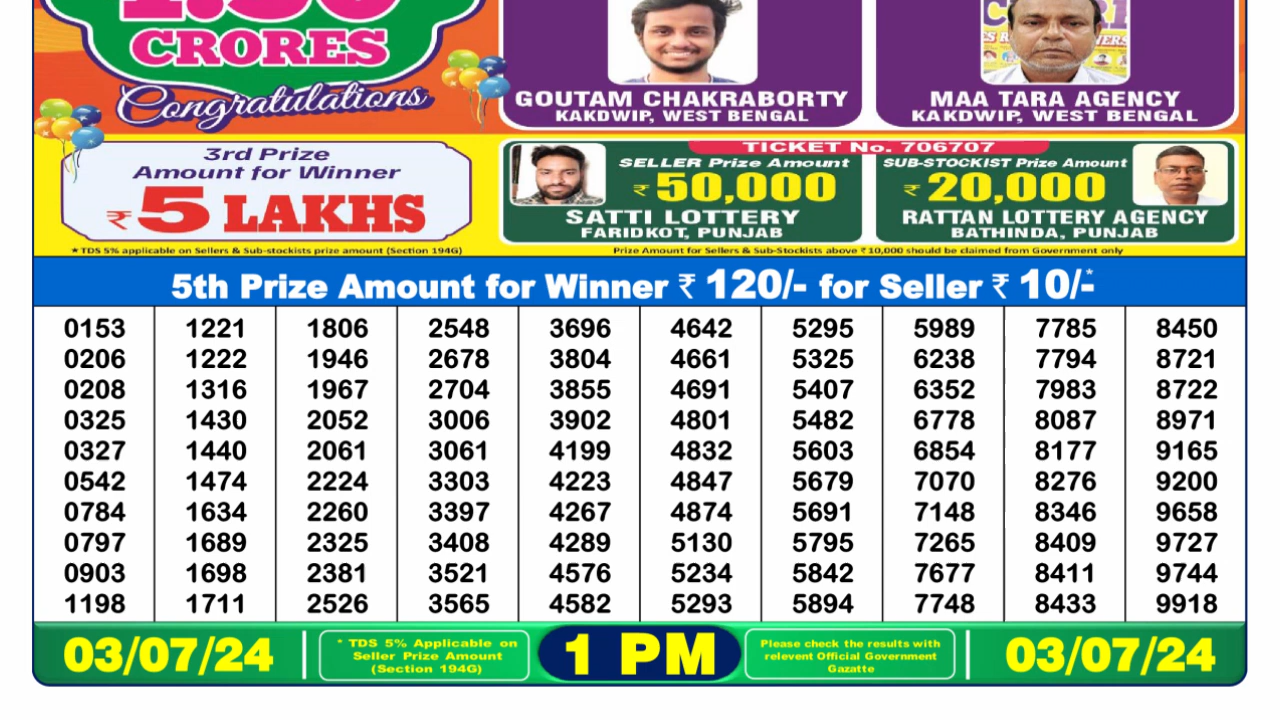 CRORES
Congratulations
GOUTAM CHAKRABORTY
KAKDWIP, WEST BENGAL
MAA TARA AGENCY
KAKDWIP, WEST BENGAL
3rd Prize
Amount for Winner
₹5 LAKHS
TICKET No. 706707
SELLER Prize Amount
₹50,000
SATTI LOTTERY
FARIDKOT, PUNJAB
SUB-STOCKIST Prize Amount
₹20,000
RATTAN LOTTERY AGENCY
BATHINDA, PUNJAB
★TDS 5% applicable on Sellers & Sub-stockists prize amount (Section 194G)
Prize Amount for Sellers & Sub-Stockists above ₹10,000 should be claimed from Government only
5th Prize Amount for Winner ₹ 120/- for Seller ₹ 10/-*
0153 1221 1806 2548 3696 4642 5295 5989 7785 8450
0206 1222 1946 2678 3804 4661 5325 6238 7794 8721
0208 1316 1967 2704 3855 4691 5407 6352 7983 8722
0325 1430 2052 3006 3902 4801 5482 6778 8087 8971
0327 1440 2061 3061 4199 4832 5603 6854 8177 9165
0542 1474 2224 3303 4223 4847 5679 7070 8276 9200
0784 1634 2260 3397 4267 4874 5691 7148 8346 9658
0797 1689 2325 3408 4289 5130 5795 7265 8409 9727
0903 1698 2381 3521 4576 5234 5842 7677 8411 9744
1198 1711 2526 3565 4582 5293 5894 7748 8433 9918
03/07/24
* TDS 5% Applicable on
Seller Prize Amount
(Section 194G)
1 PM
Please check the results with
relevent Official Government
Gazatte
03/07/24